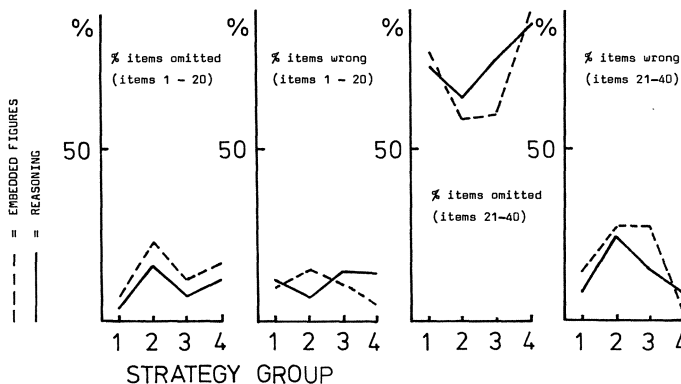 % % % %
% items omitted
(items 1 - 20)
% items wrong
(items 1 - 20)
% items wrong
(items 21-40)
50 50 50 50
% items omitted
(items 21-40)
= EMBEDDED FIGURES
= REASONING
1 2 3 4 1 2 3 4 1 2 3 4 1 2 3 4
STRATEGY GROUP